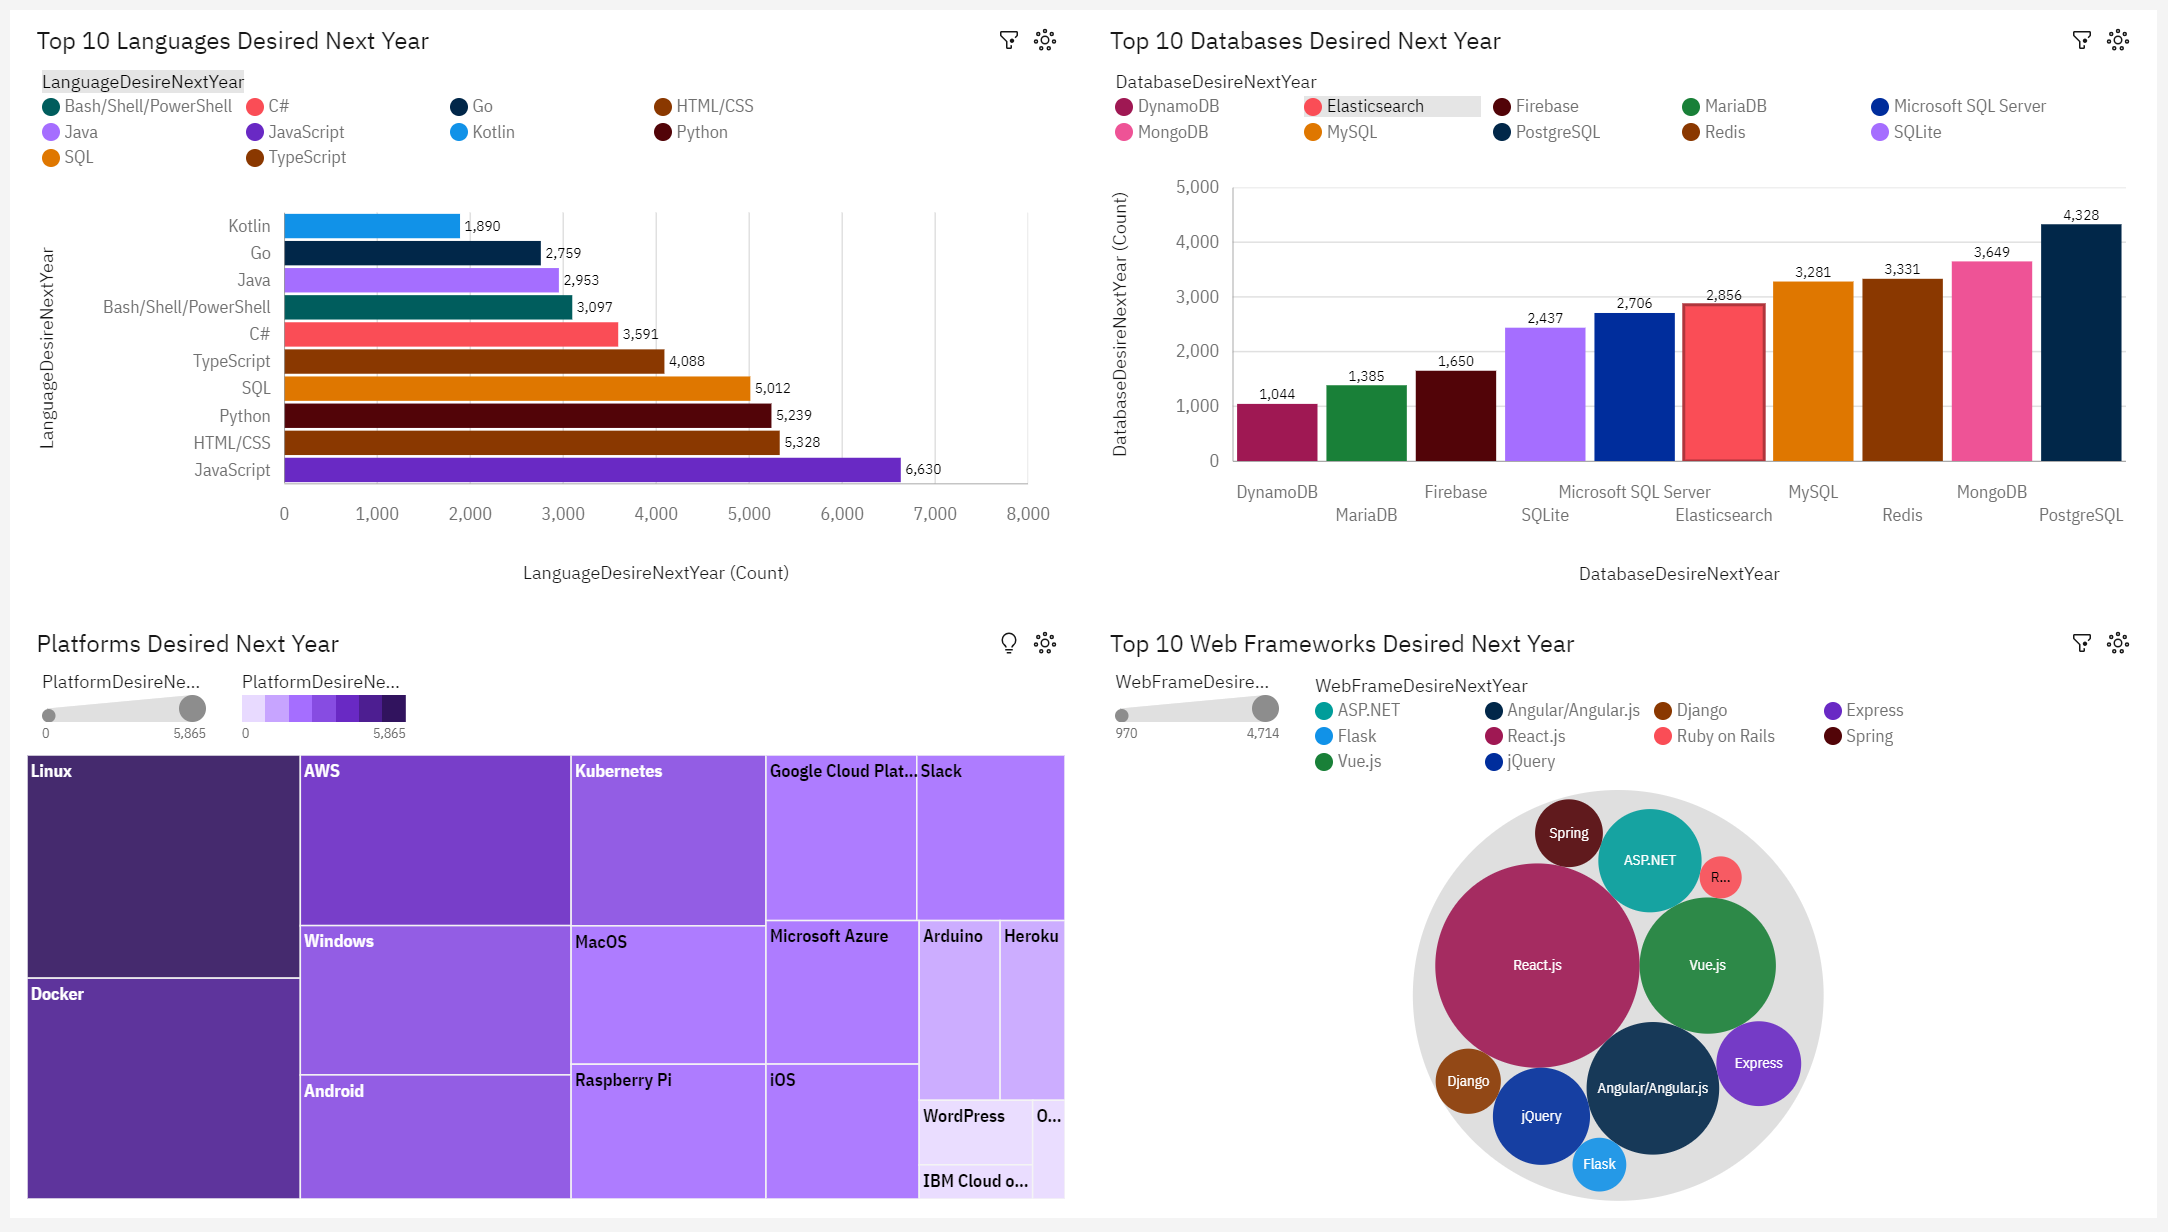 Top 10 Languages Desired Next Year
LanguageDesireNextYear
Bash/Shell/PowerShell C# Go HTML/CSS
Java JavaScript Kotlin Python
SQL TypeScript
LanguageDesireNextYear
Kotlin 1,890
Go 2,759
Java 2,953
Bash/Shell/PowerShell 3,097
C# 3,591
TypeScript 4,088
SQL 5,012
Python 5,239
HTML/CSS 5,328
JavaScript 6,630
0 1,000 2,000 3,000 4,000 5,000 6,000 7,000 8,000
LanguageDesireNextYear (Count)
Top 10 Databases Desired Next Year
DatabaseDesireNextYear
DynamoDB Elasticsearch Firebase MariaDB Microsoft SQL Server
MongoDB MySQL PostgreSQL Redis SQLite
DatabaseDesireNextYear (Count)
5,000
4,000
3,000
2,000
1,000
0
1,044 1,385 1,650 2,437 2,706 2,856 3,281 3,331 3,649 4,328
DynamoDB Firebase Microsoft SQL Server MySQL MongoDB
MariaDB SQLite Elasticsearch Redis PostgreSQL
DatabaseDesireNextYear
Platforms Desired Next Year
PlatformDesireNe... PlatformDesireNe...
0 5,865 0 5,865
Linux AWS Kubernetes Google Cloud Plat... Slack
Windows MacOS Microsoft Azure Arduino Heroku
Docker
Android Raspberry Pi iOS
WordPress O...
IBM Cloud o...
Top 10 Web Frameworks Desired Next Year
WebFrameDesire... WebFrameDesireNextYear
970 4,714
ASP.NET Angular/Angular.js Django Express
Flask React.js Ruby on Rails Spring
Vue.js jQuery
Spring
ASP.NET
R...
React.js
Vue.js
Express
Django
Angular/Angular.js
jQuery
Flask